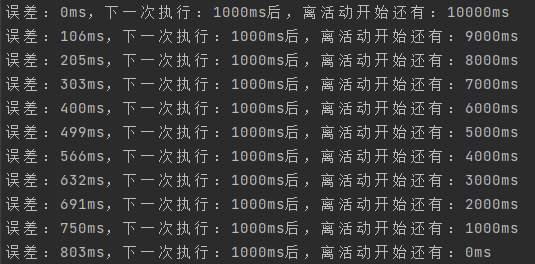 误差：0ms，下一次执行：1000ms后，离活动开始还有：10000ms
误差：106ms，下一次执行：1000ms后，离活动开始还有：9000ms
误差：205ms，下一次执行：1000ms后，离活动开始还有：8000ms
误差：303ms，下一次执行：1000ms后，离活动开始还有：7000ms
误差：400ms，下一次执行：1000ms后，离活动开始还有：6000ms
误差：499ms，下一次执行：1000ms后，离活动开始还有：5000ms
误差：566ms，下一次执行：1000ms后，离活动开始还有：4000ms
误差：632ms，下一次执行：1000ms后，离活动开始还有：3000ms
误差：691ms，下一次执行：1000ms后，离活动开始还有：2000ms
误差：750ms，下一次执行：1000ms后，离活动开始还有：1000ms
误差：803ms，下一次执行：1000ms后，离活动开始还有：0ms